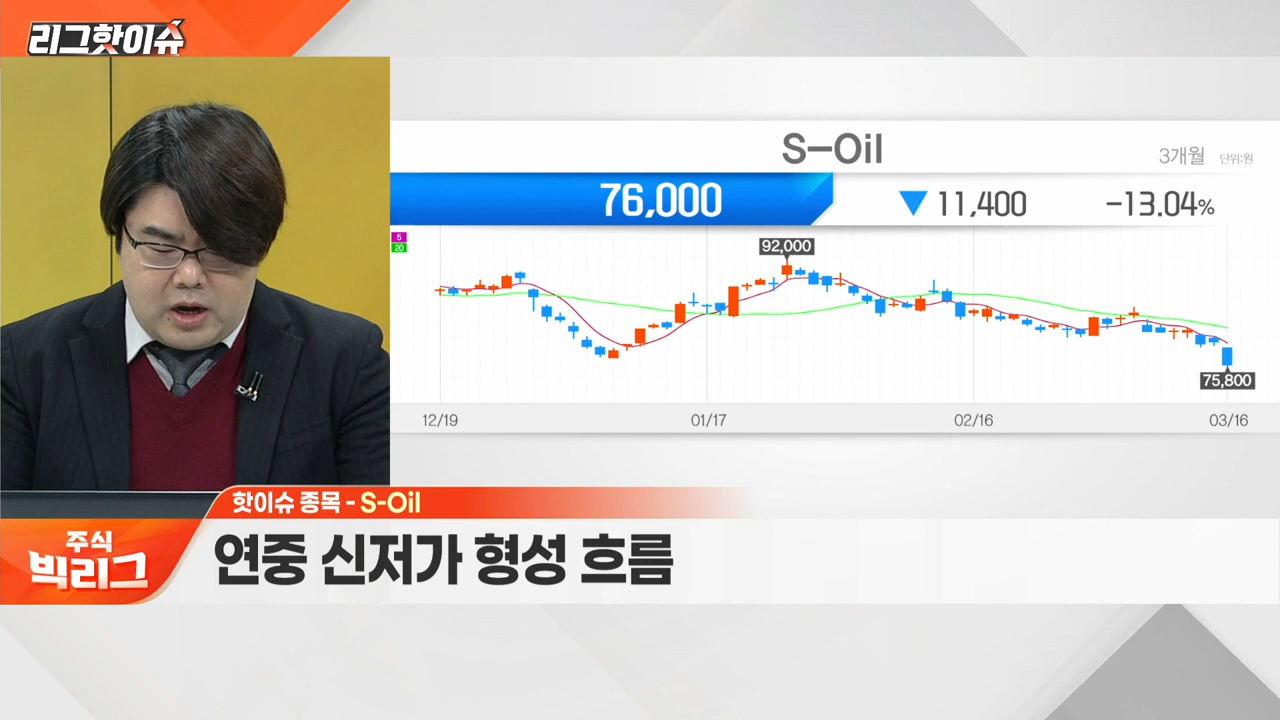 리그핫이슈
S-Oil
3개월 단위:원
76,000 ▼ 11,400 -13.04%
5
20
92,000
75,800
12/19 01/17 02/16 03/16
핫이슈 종목 - S-Oil
주식
빅리그
연중 신저가 형성 흐름